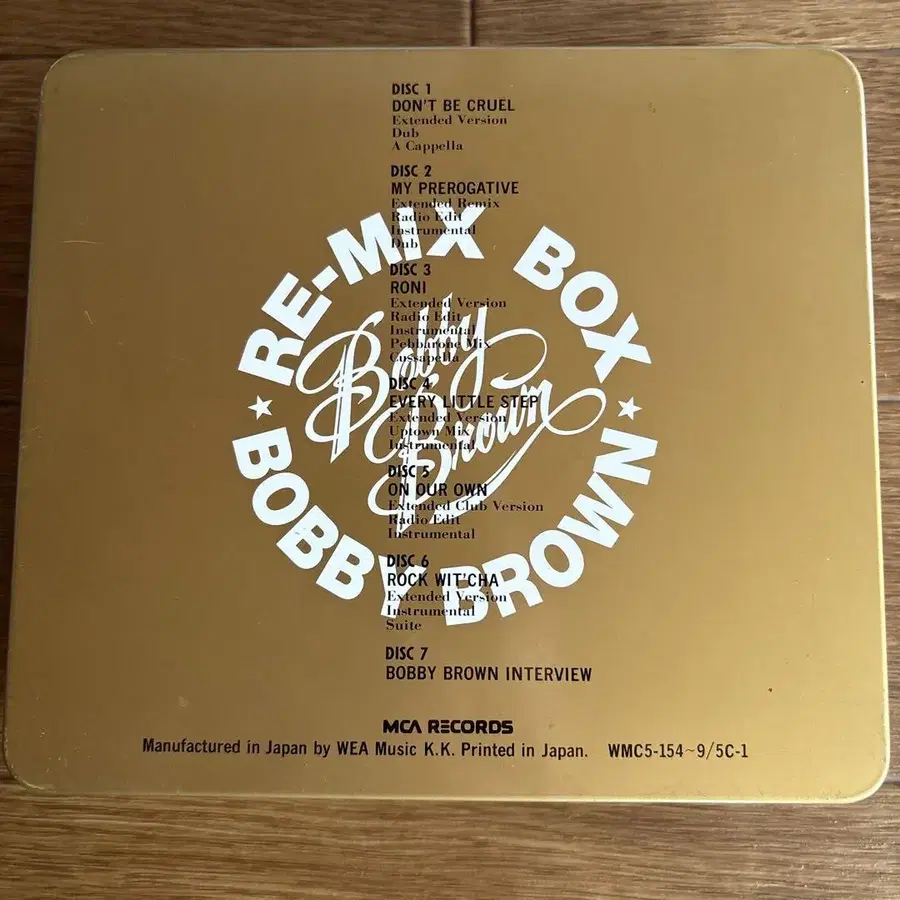 DISC 1
DON'T BE CRUEL
Extended Version
Dub
A Cappella
DISC 2
MY PREROGATIVE
Extended Remix
Radio Edit
Instrumental
Dub
DISC 3
RONI
Extended Version
Radio Edit
Instrumental
Pebbarone Mix
Cussapella
DISC 4
EVERY LITTLE STEP
Extended Version
Uptown Mix
Instrumental
DISC 5
ON OUR OWN
Extended Club Version
Radio Edit
Instrumental
DISC 6
ROCK WIT'CHA
Extended Version
Instrumental
Suite
DISC 7
BOBBY BROWN INTERVIEW
RE-MIX BOX
Bobby
Brown
★ BOBBY BROWN ★
MCA RECORDS
Manufactured in Japan by WEA Music K.K. Printed in Japan. WMC5-154~9/5C-1